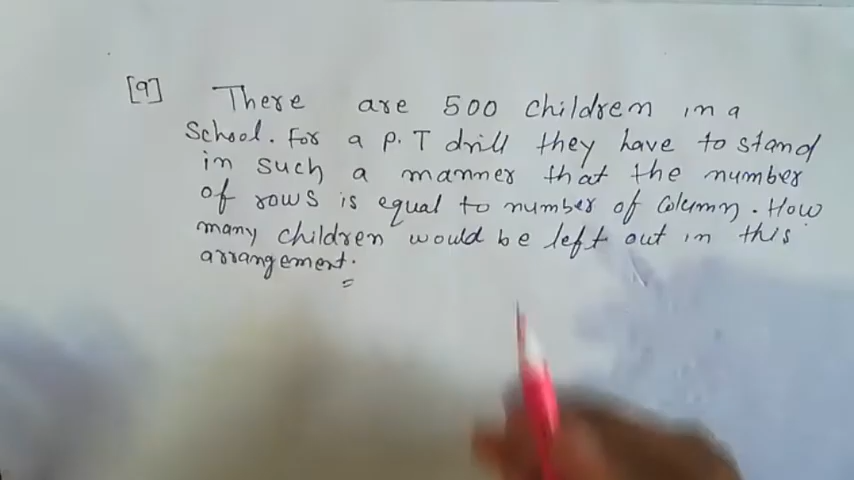 [9] There are 500 children in a
School. For a P.T drill they have to stand
in such a manner that the number
of rows is equal to number of Column. How
many children would be left out in this
arrangement.